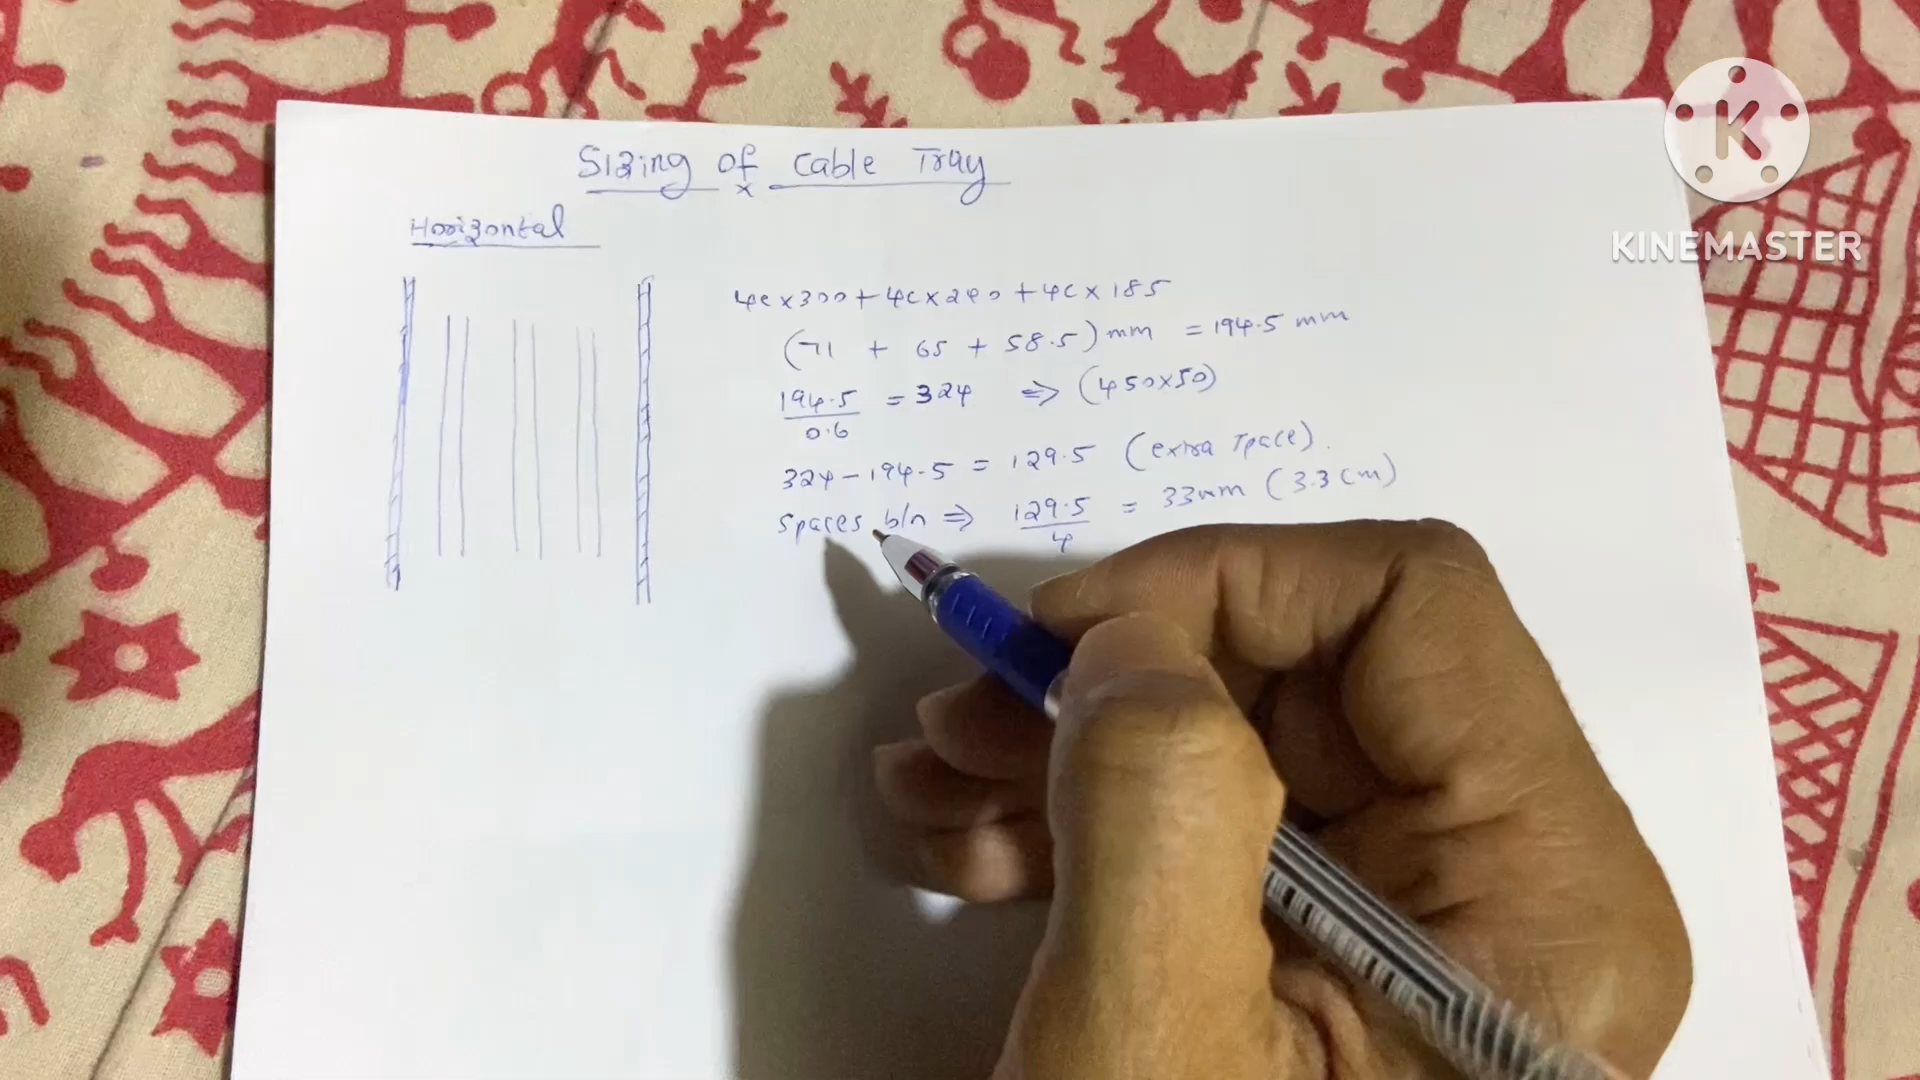 Sizing of Cable Tray
x
Horizontal
4c x 300 + 4c x 240 + 4c x 185
(71 + 65 + 58.5) mm = 194.5 mm
194.5 / 0.6 = 324 ⇒ (450x50)
324 - 194.5 = 129.5 (extra space).
Spaces b/n ⇒ 129.5 / 4 = 33mm (3.3 cm)
K
KINEMASTER